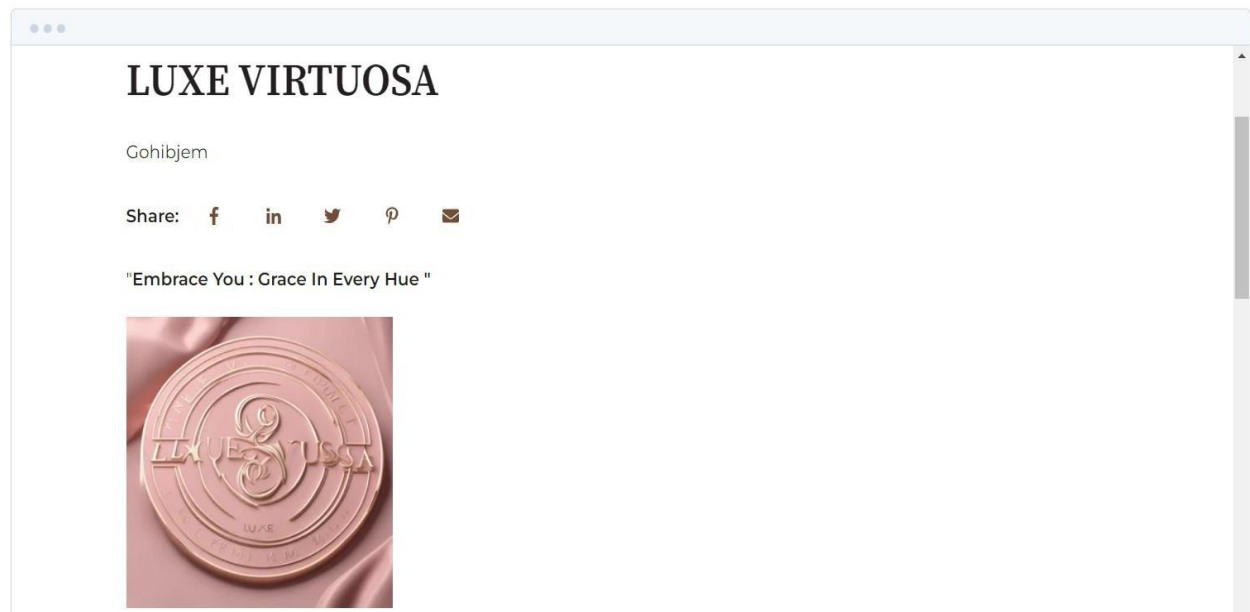 LUXE VIRTUOSA
Gohibjem
Share:
"Embrace You : Grace In Every Hue "
LUXE